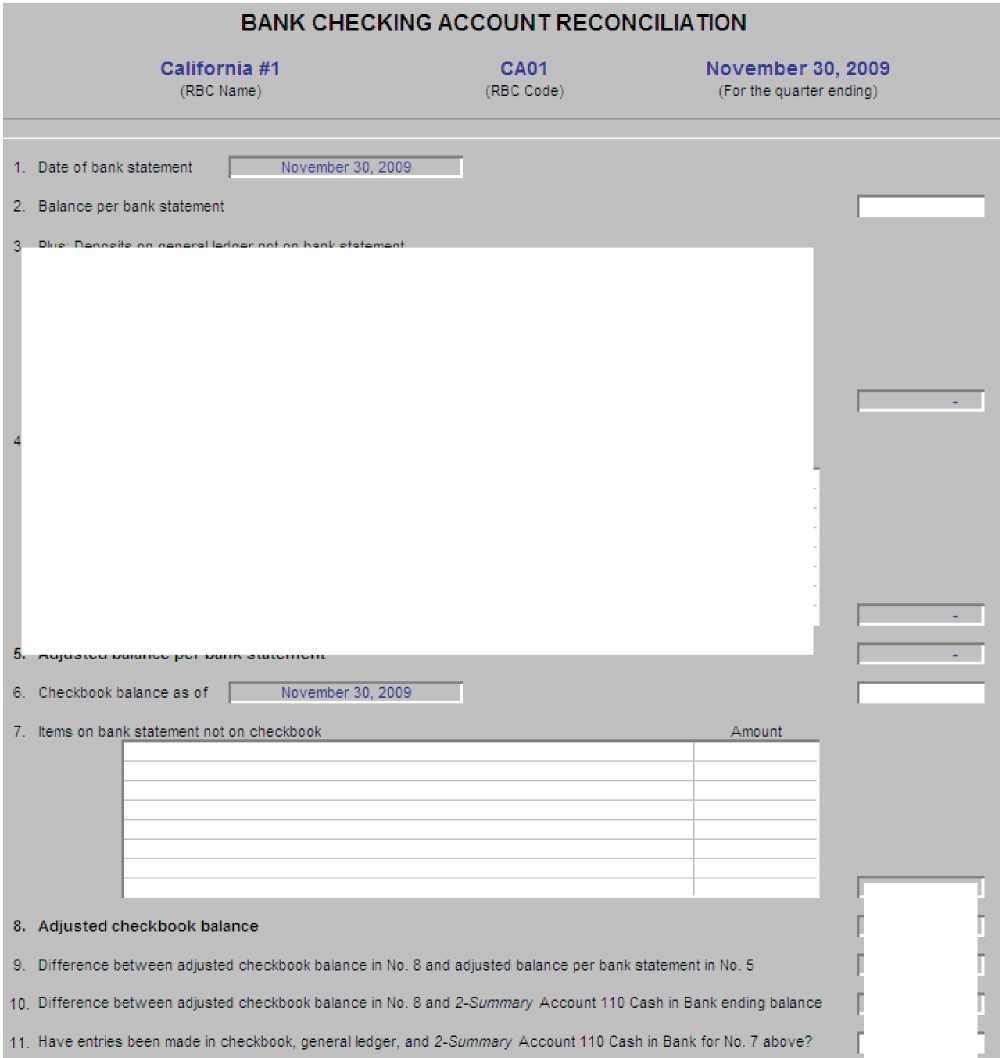 BANK CHECKING ACCOUNT RECONCILIATION
California #1 CA01 November 30, 2009
(RBC Name) (RBC Code) (For the quarter ending)
1. Date of bank statement November 30, 2009
2. Balance per bank statement
3 Plus: Deposits on general ledger not on bank statement
-
4
-
5. Adjusted balance per bank statement -
6. Checkbook balance as of November 30, 2009
7. Items on bank statement not on checkbook Amount
8. Adjusted checkbook balance
9. Difference between adjusted checkbook balance in No. 8 and adjusted balance per bank statement in No. 5
10. Difference between adjusted checkbook balance in No. 8 and 2-Summary Account 110 Cash in Bank ending balance
11. Have entries been made in checkbook, general ledger, and 2-Summary Account 110 Cash in Bank for No. 7 above?